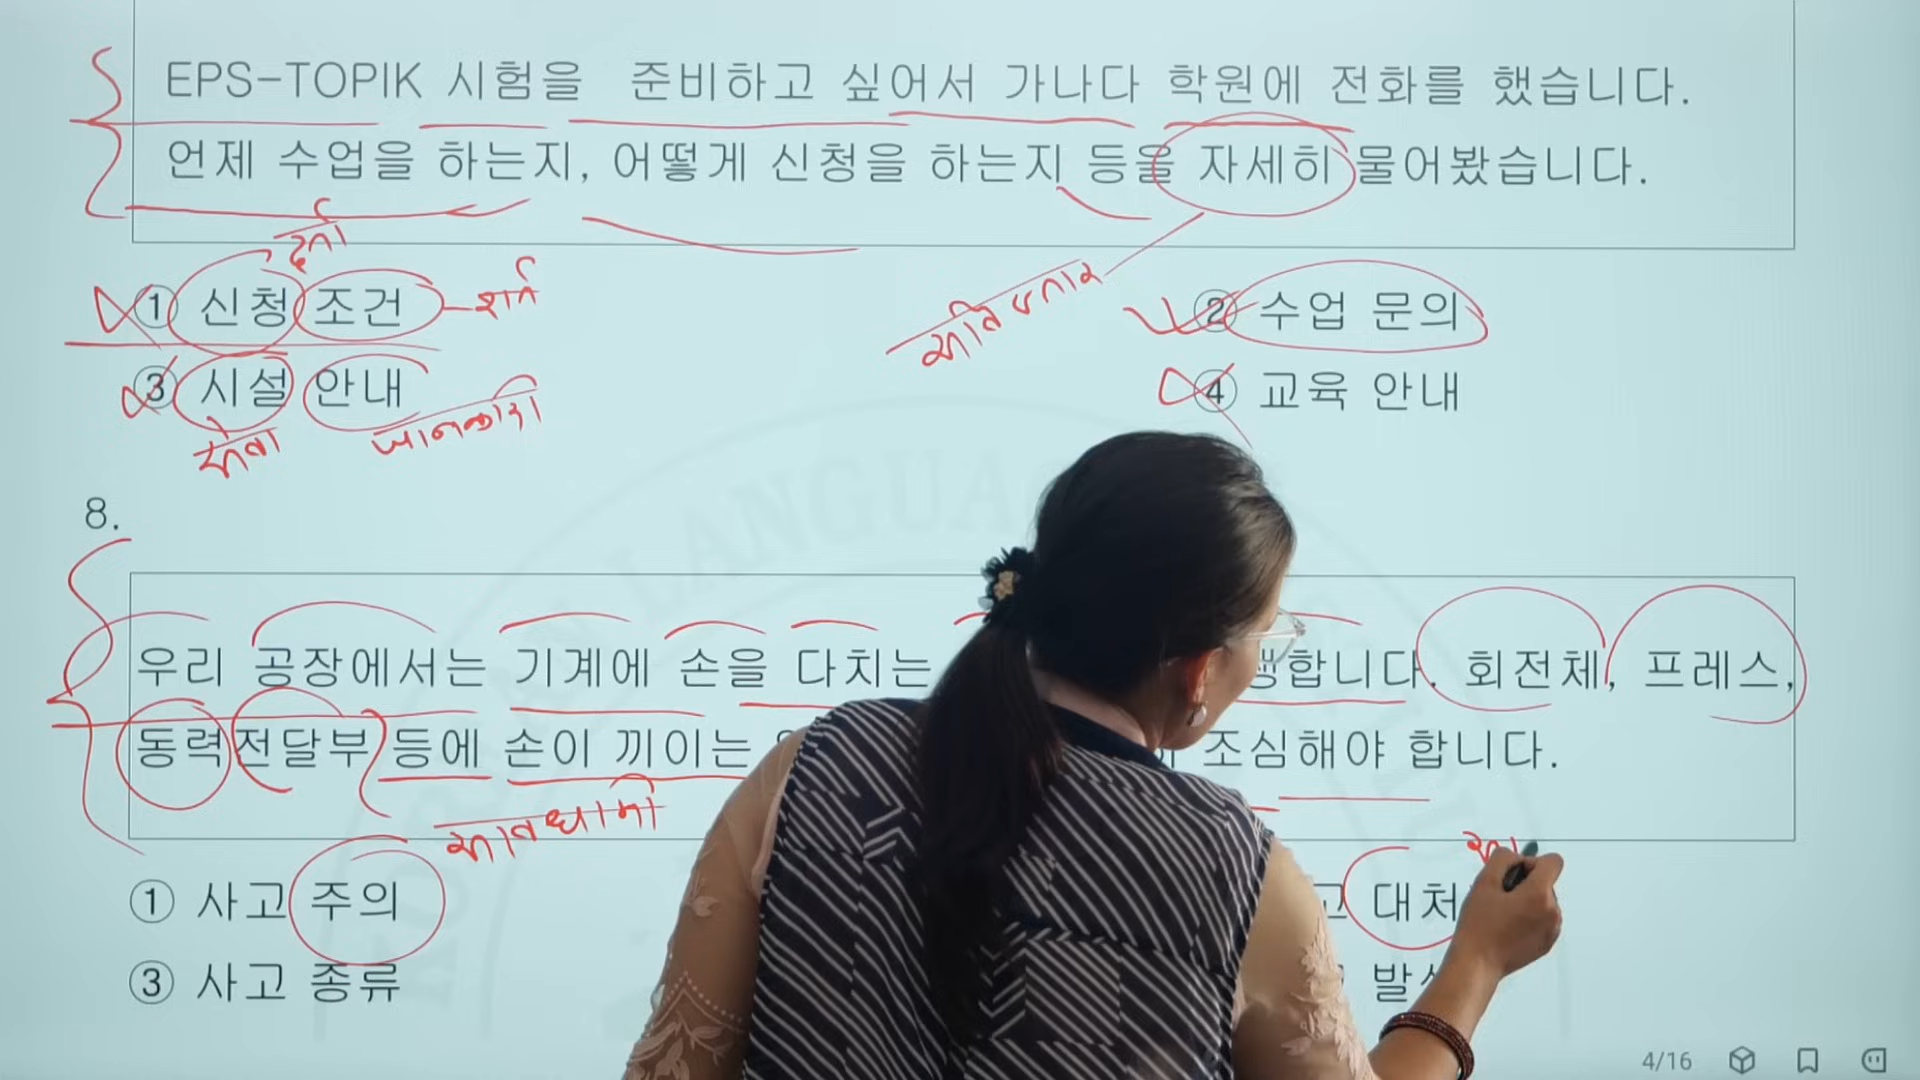 EPS-TOPIK 시험을 준비하고 싶어서 가나다 학원에 전화를 했습니다.
언제 수업을 하는지, 어떻게 신청을 하는지 등을 자세히 물어봤습니다.
दर्ता
① 신청 조건
शर्त
② 수업 문의
③ 시설 안내
④ 교육 안내
जानकारी
8.
우리 공장에서는 기계에 손을 다치는 합니다. 회전체, 프레스,
동력전달부 등에 손이 끼이는 조심해야 합니다.
सावधानी
① 사고 주의
대처
③ 사고 종류
4/16